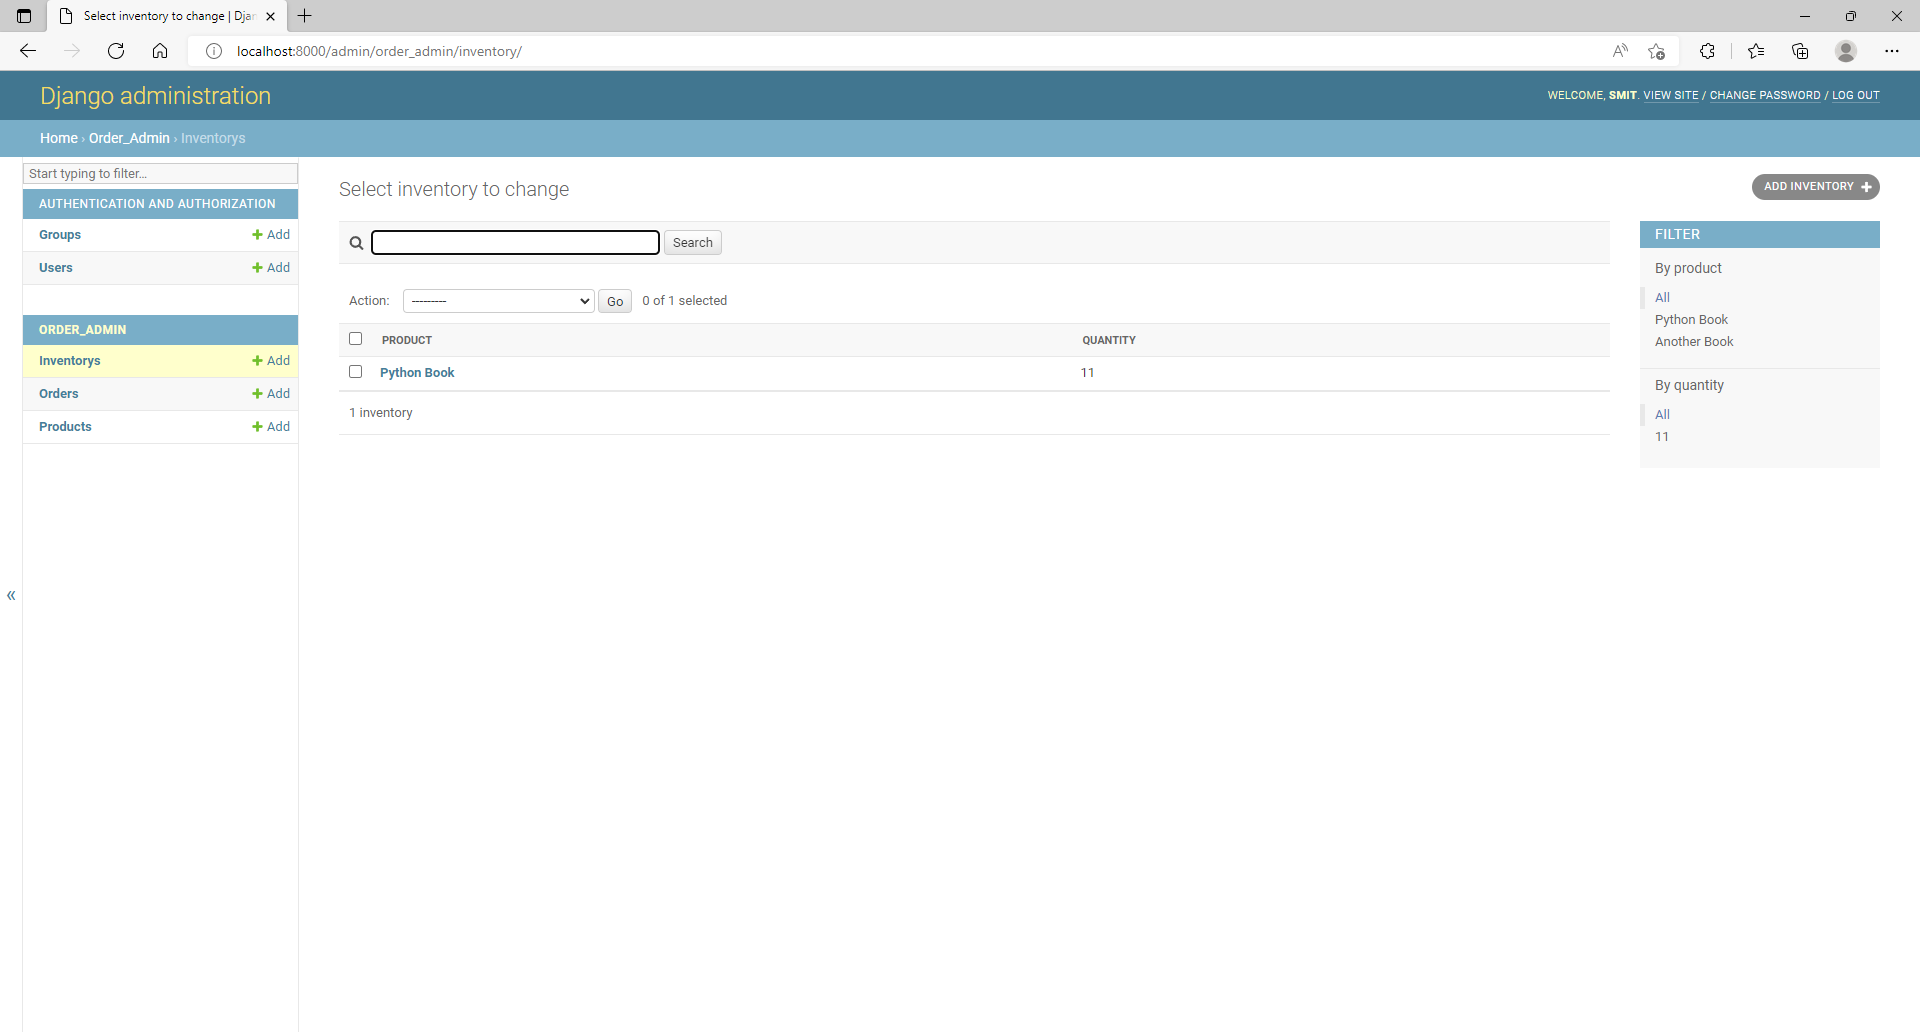 Select inventory to change | Djan
localhost:8000/admin/order_admin/inventory/
Django administration
WELCOME, SMIT. VIEW SITE / CHANGE PASSWORD / LOG OUT
Home › Order_Admin › Inventorys
Start typing to filter...
AUTHENTICATION AND AUTHORIZATION
Groups + Add
Users + Add
ORDER_ADMIN
Inventorys + Add
Orders + Add
Products + Add
«
Select inventory to change
ADD INVENTORY +
Search
Action: --------- Go 0 of 1 selected
PRODUCT QUANTITY
Python Book 11
1 inventory
FILTER
By product
All
Python Book
Another Book
By quantity
All
11